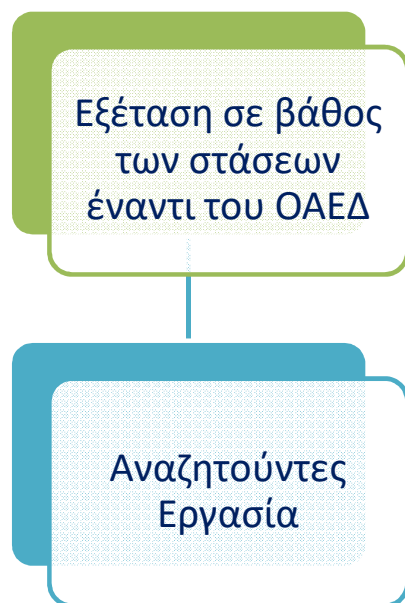 Εξέταση σε βάθος
των στάσεων
έναντι του ΟΑΕΔ
Αναζητούντες
Εργασία